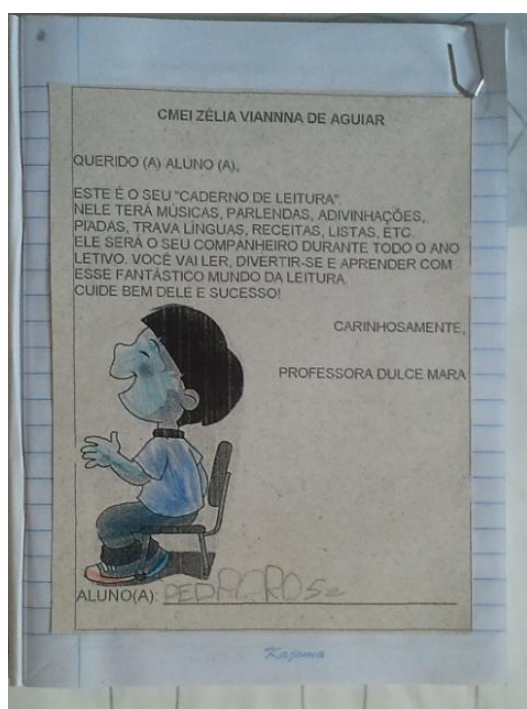 CMEI ZÉLIA VIANNNA DE AGUIAR
QUERIDO (A) ALUNO (A),
ESTE É O SEU "CADERNO DE LEITURA".
NELE TERÁ MÚSICAS, PARLENDAS, ADIVINHAÇÕES,
PIADAS, TRAVA LÍNGUAS, RECEITAS, LISTAS, ETC.
ELE SERÁ O SEU COMPANHEIRO DURANTE TODO O ANO
LETIVO. VOCÊ VAI LER, DIVERTIR-SE E APRENDER COM
ESSE FANTÁSTICO MUNDO DA LEITURA.
CUIDE BEM DELE E SUCESSO!
CARINHOSAMENTE,
PROFESSORA DULCE MARA
ALUNO(A): PEDRO
Kajoma